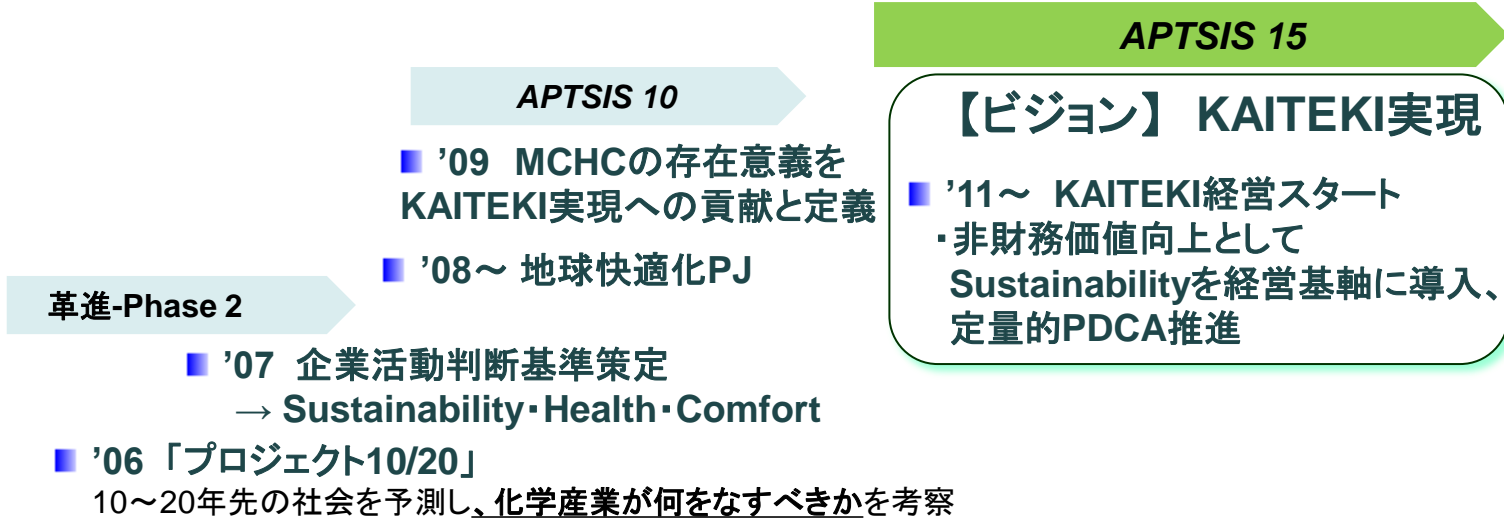 APTSIS 15
APTSIS 10
【ビジョン】 KAITEKI実現
’09 MCHCの存在意義を
KAITEKI実現への貢献と定義
’11～ KAITEKI経営スタート
・非財務価値向上として
Sustainabilityを経営基軸に導入、
定量的PDCA推進
’08～ 地球快適化PJ
革進-Phase 2
’07 企業活動判断基準策定
→ Sustainability・Health・Comfort
’06 「プロジェクト10/20」
10～20年先の社会を予測し、化学産業が何をなすべきかを考察